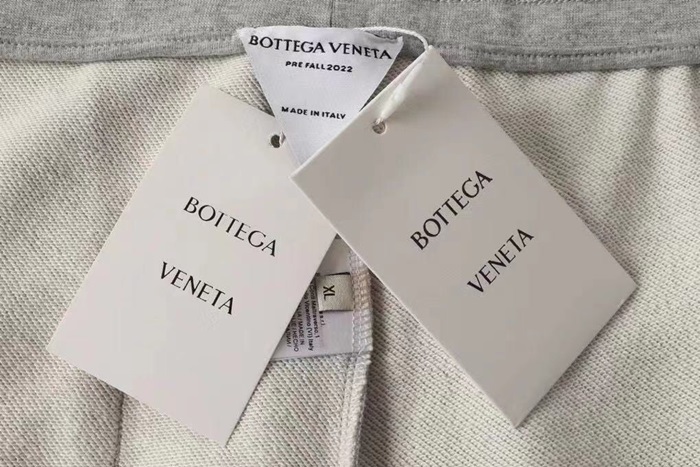 BOTTEGA VENETA
PRE FALL 2022
MADE IN ITALY
BOTTEGA
VENETA
BOTTEGA
VENETA
XL